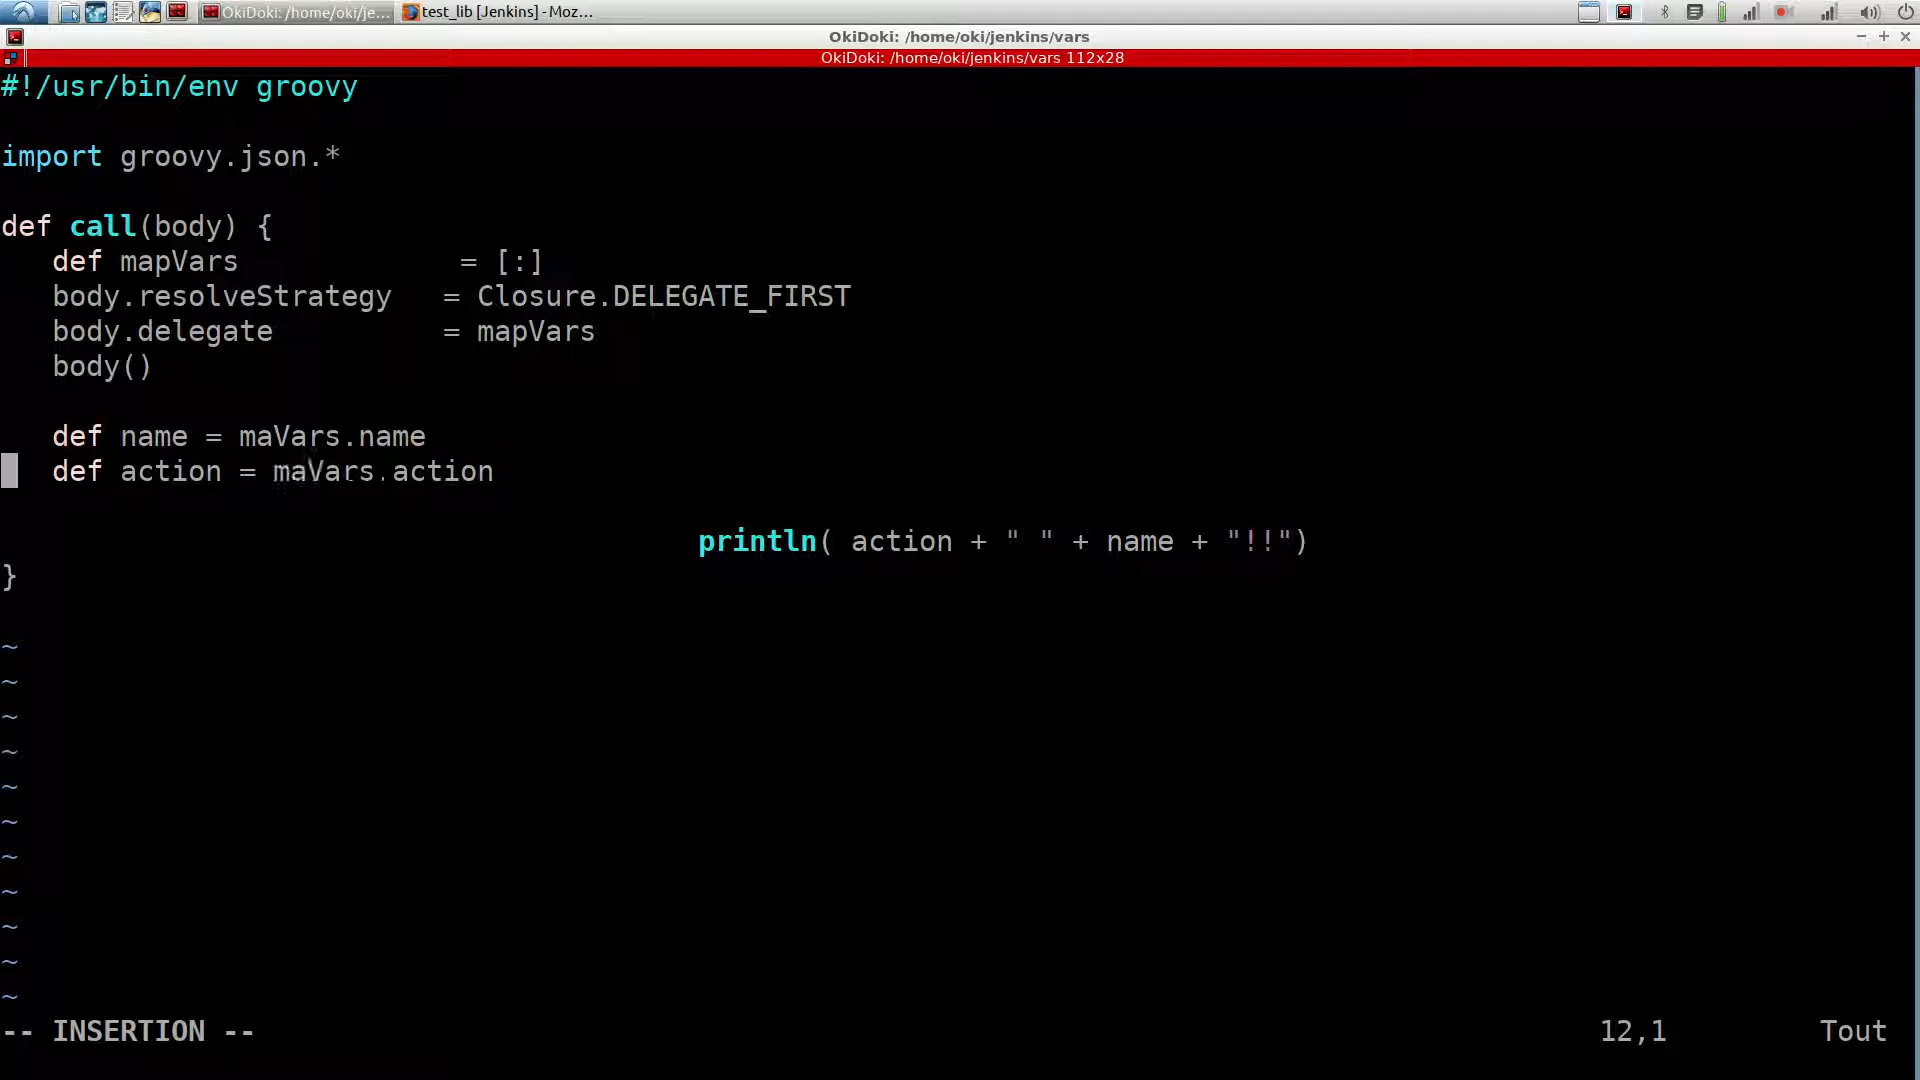 OkiDoki: /home/oki/je...
test_lib [Jenkins] - Moz...
OkiDoki: /home/oki/jenkins/vars
OkiDoki: /home/oki/jenkins/vars 112x28
#!/usr/bin/env groovy
import groovy.json.*
def call(body) {
def mapVars = [:]
body.resolveStrategy = Closure.DELEGATE_FIRST
body.delegate = mapVars
body()
def name = maVars.name
def action = maVars.action
println( action + " " + name + "!!")
}
~
~
~
~
~
~
~
~
~
~
~
-- INSERTION -- 12,1 Tout